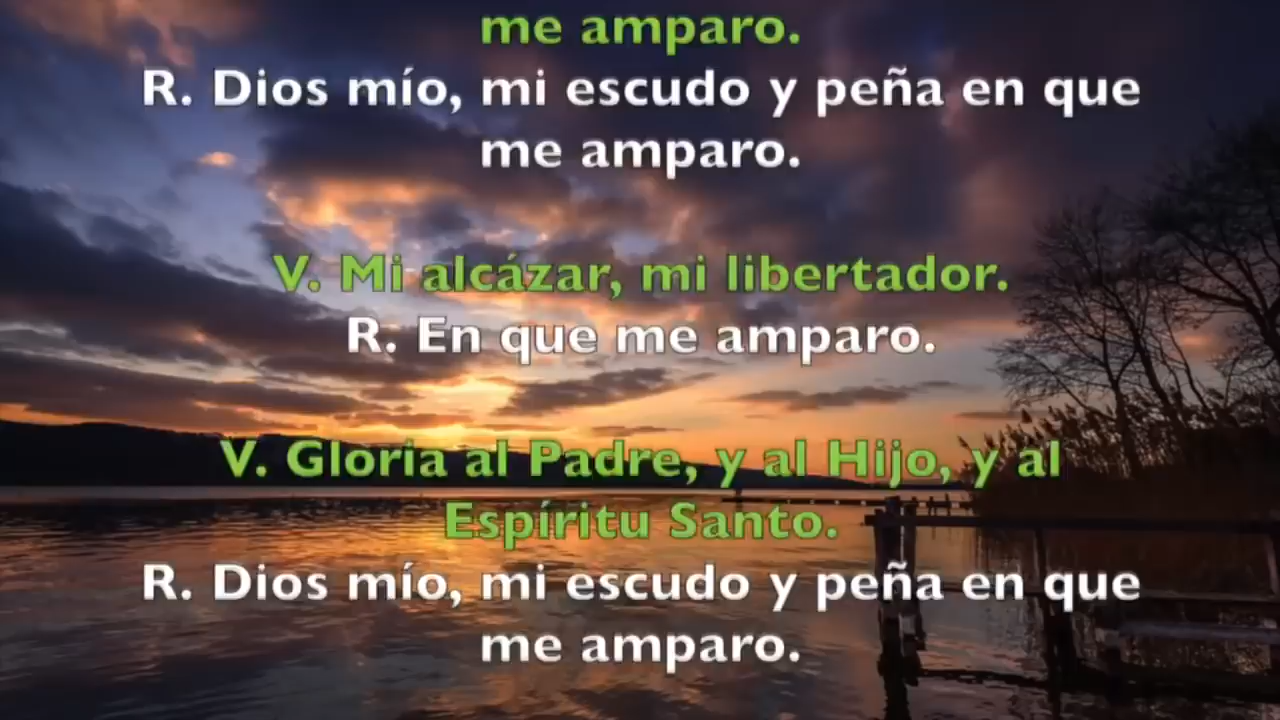 me amparo.
R. Dios mío, mi escudo y peña en que
me amparo.
V. Mi alcázar, mi libertador.
R. En que me amparo.
V. Gloria al Padre, y al Hijo, y al
Espíritu Santo.
R. Dios mío, mi escudo y peña en que
me amparo.